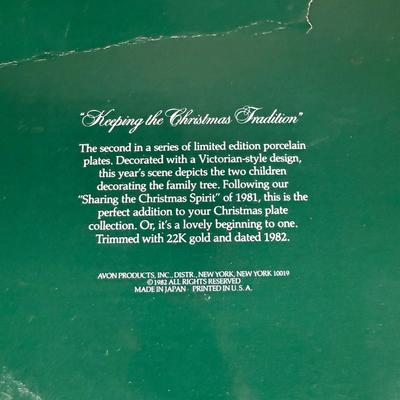 "Keeping the Christmas Tradition"
The second in a series of limited edition porcelain
plates. Decorated with a Victorian-style design,
this year's scene depicts the two children
decorating the family tree. Following our
"Sharing the Christmas Spirit" of 1981, this is the
perfect addition to your Christmas plate
collection. Or, it's a lovely beginning to one.
Trimmed with 22K gold and dated 1982.
AVON PRODUCTS, INC., DISTR., NEW YORK, NEW YORK 10019
©1982 ALL RIGHTS RESERVED
MADE IN JAPAN PRINTED IN U.S.A.